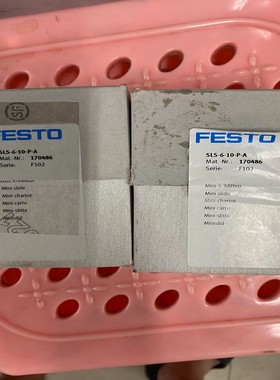 FESTO
SLS-6-10-P-A
Mat.-Nr.: 170486
Serie: F102
Mini-Schlitten
Mini slide
Mini-chariot
Mini carro
Mini-slitta
Minislid
FESTO
SLS-6-10-P-A
Mat.-Nr.: 170486
Serie: F102
Mini-Schlitten
Mini slide
Mini-chariot
Mini carro
Mini-slitta
Minislid